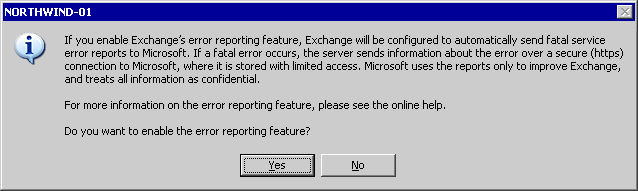 NORTHWIND-01
If you enable Exchange's error reporting feature, Exchange will be configured to automatically send fatal service
error reports to Microsoft. If a fatal error occurs, the server sends information about the error over a secure (https)
connection to Microsoft, where it is stored with limited access. Microsoft uses the reports only to improve Exchange,
and treats all information as confidential.
For more information on the error reporting feature, please see the online help.
Do you want to enable the error reporting feature?
Yes No